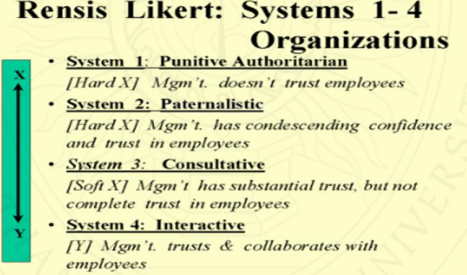 Rensis Likert: Systems 1- 4
Organizations
X
• System 1: Punitive Authoritarian
[Hard X] Mgm't. doesn't trust employees
• System 2: Paternalistic
[Hard X] Mgm't. has condescending confidence
and trust in employees
• System 3: Consultative
[Soft X] Mgm't has substantial trust, but not
complete trust in employees
• System 4: Interactive
Y
[Y] Mgm't. trusts & collaborates with
employees